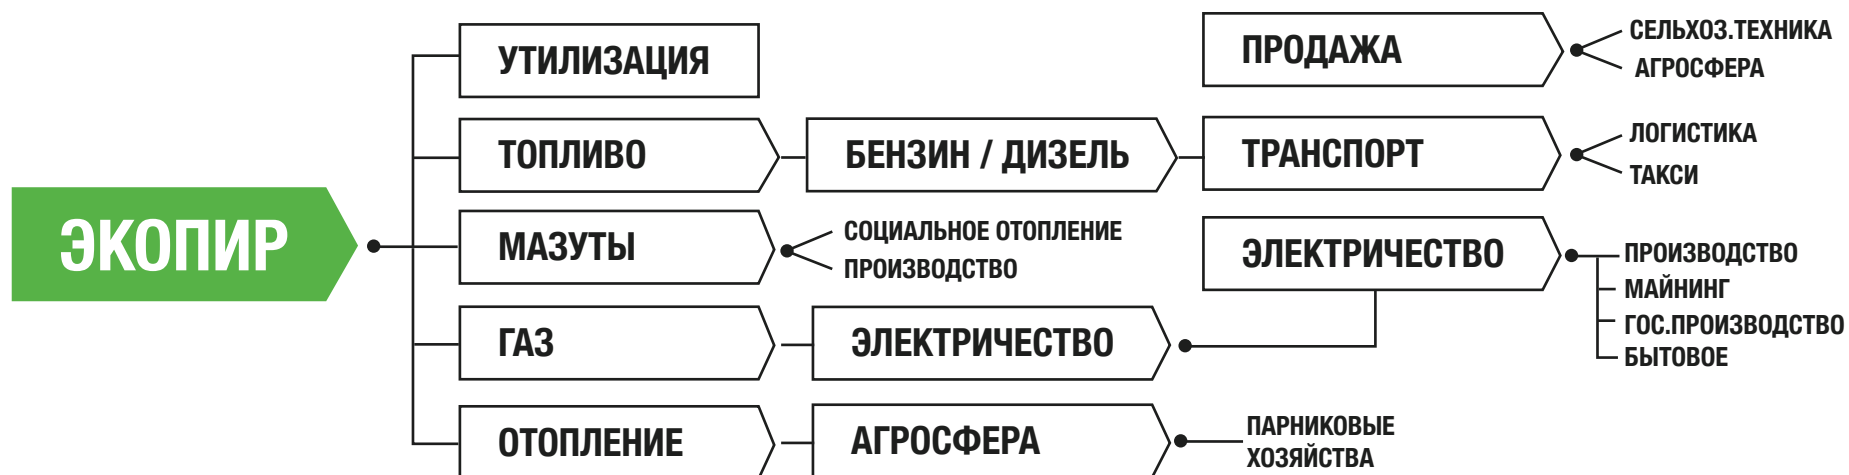 ЭКОПИР
УТИЛИЗАЦИЯ
ТОПЛИВО
БЕНЗИН / ДИЗЕЛЬ
МАЗУТЫ
СОЦИАЛЬНОЕ ОТОПЛЕНИЕ
ПРОИЗВОДСТВО
ГАЗ
ЭЛЕКТРИЧЕСТВО
ОТОПЛЕНИЕ
АГРОСФЕРА
ПАРНИКОВЫЕ
ХОЗЯЙСТВА
ПРОДАЖА
СЕЛЬХОЗ.ТЕХНИКА
АГРОСФЕРА
ТРАНСПОРТ
ЛОГИСТИКА
ТАКСИ
ЭЛЕКТРИЧЕСТВО
ПРОИЗВОДСТВО
МАЙНИНГ
ГОС.ПРОИЗВОДСТВО
БЫТОВОЕ